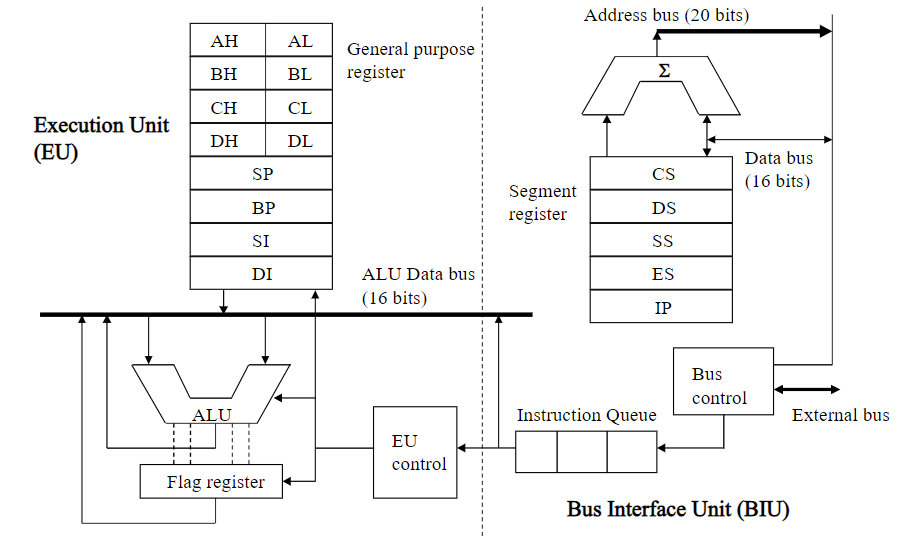 Address bus (20 bits)
AH AL
General purpose
register
BH BL
CH CL
DH DL
SP
BP
SI
DI
Execution Unit
(EU)
Σ
Data bus
(16 bits)
Segment
register
CS
DS
SS
ES
IP
ALU Data bus
(16 bits)
ALU
Flag register
EU
control
Instruction Queue
Bus
control
External bus
Bus Interface Unit (BIU)